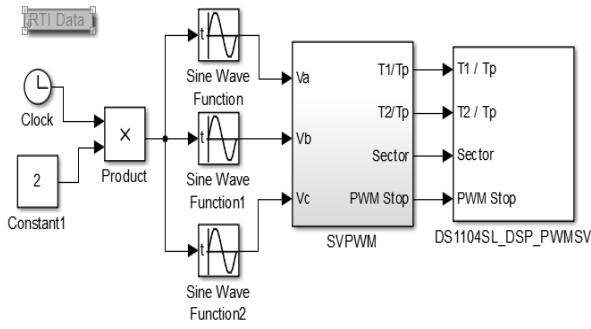 RTI Data
t
Sine Wave
Function
Clock
2
Constant1
×
Product
t
Sine Wave
Function1
t
Sine Wave
Function2
Va
Vb
Vc
T1/Tp
T2/Tp
Sector
PWM Stop
SVPWM
T1 / Tp
T2 / Tp
Sector
PWM Stop
DS1104SL_DSP_PWMSV